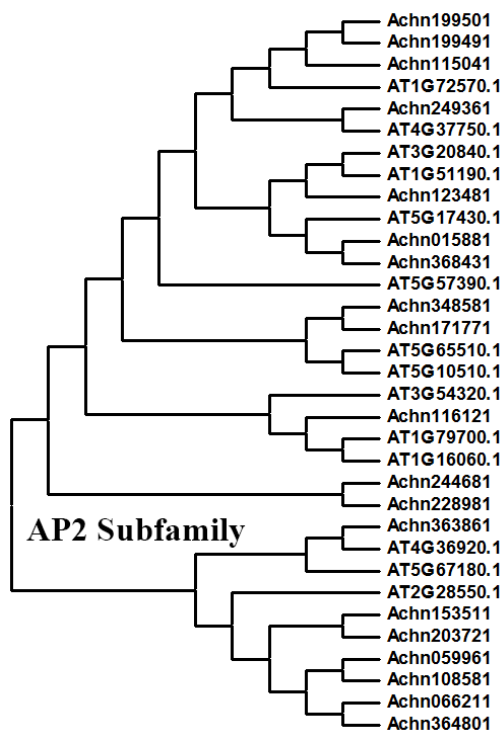 Achn199501
Achn199491
Achn115041
AT1G72570.1
Achn249361
AT4G37750.1
AT3G20840.1
AT1G51190.1
Achn123481
AT5G17430.1
Achn015881
Achn368431
AT5G57390.1
Achn348581
Achn171771
AT5G65510.1
AT5G10510.1
AT3G54320.1
Achn116121
AT1G79700.1
AT1G16060.1
Achn244681
Achn228981
AP2 Subfamily
Achn363861
AT4G36920.1
AT5G67180.1
AT2G28550.1
Achn153511
Achn203721
Achn059961
Achn108581
Achn066211
Achn364801